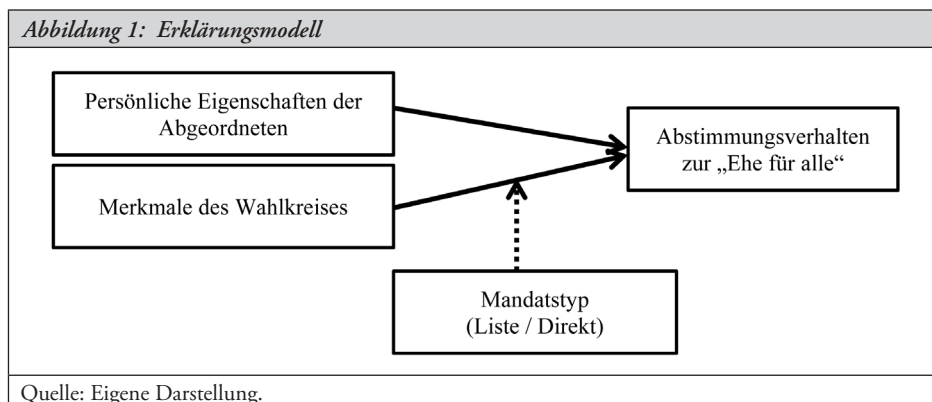 Abbildung 1: Erklärungsmodell
Persönliche Eigenschaften der
Abgeordneten
Merkmale des Wahlkreises
Abstimmungsverhalten
zur „Ehe für alle“
Mandatstyp
(Liste / Direkt)
Quelle: Eigene Darstellung.